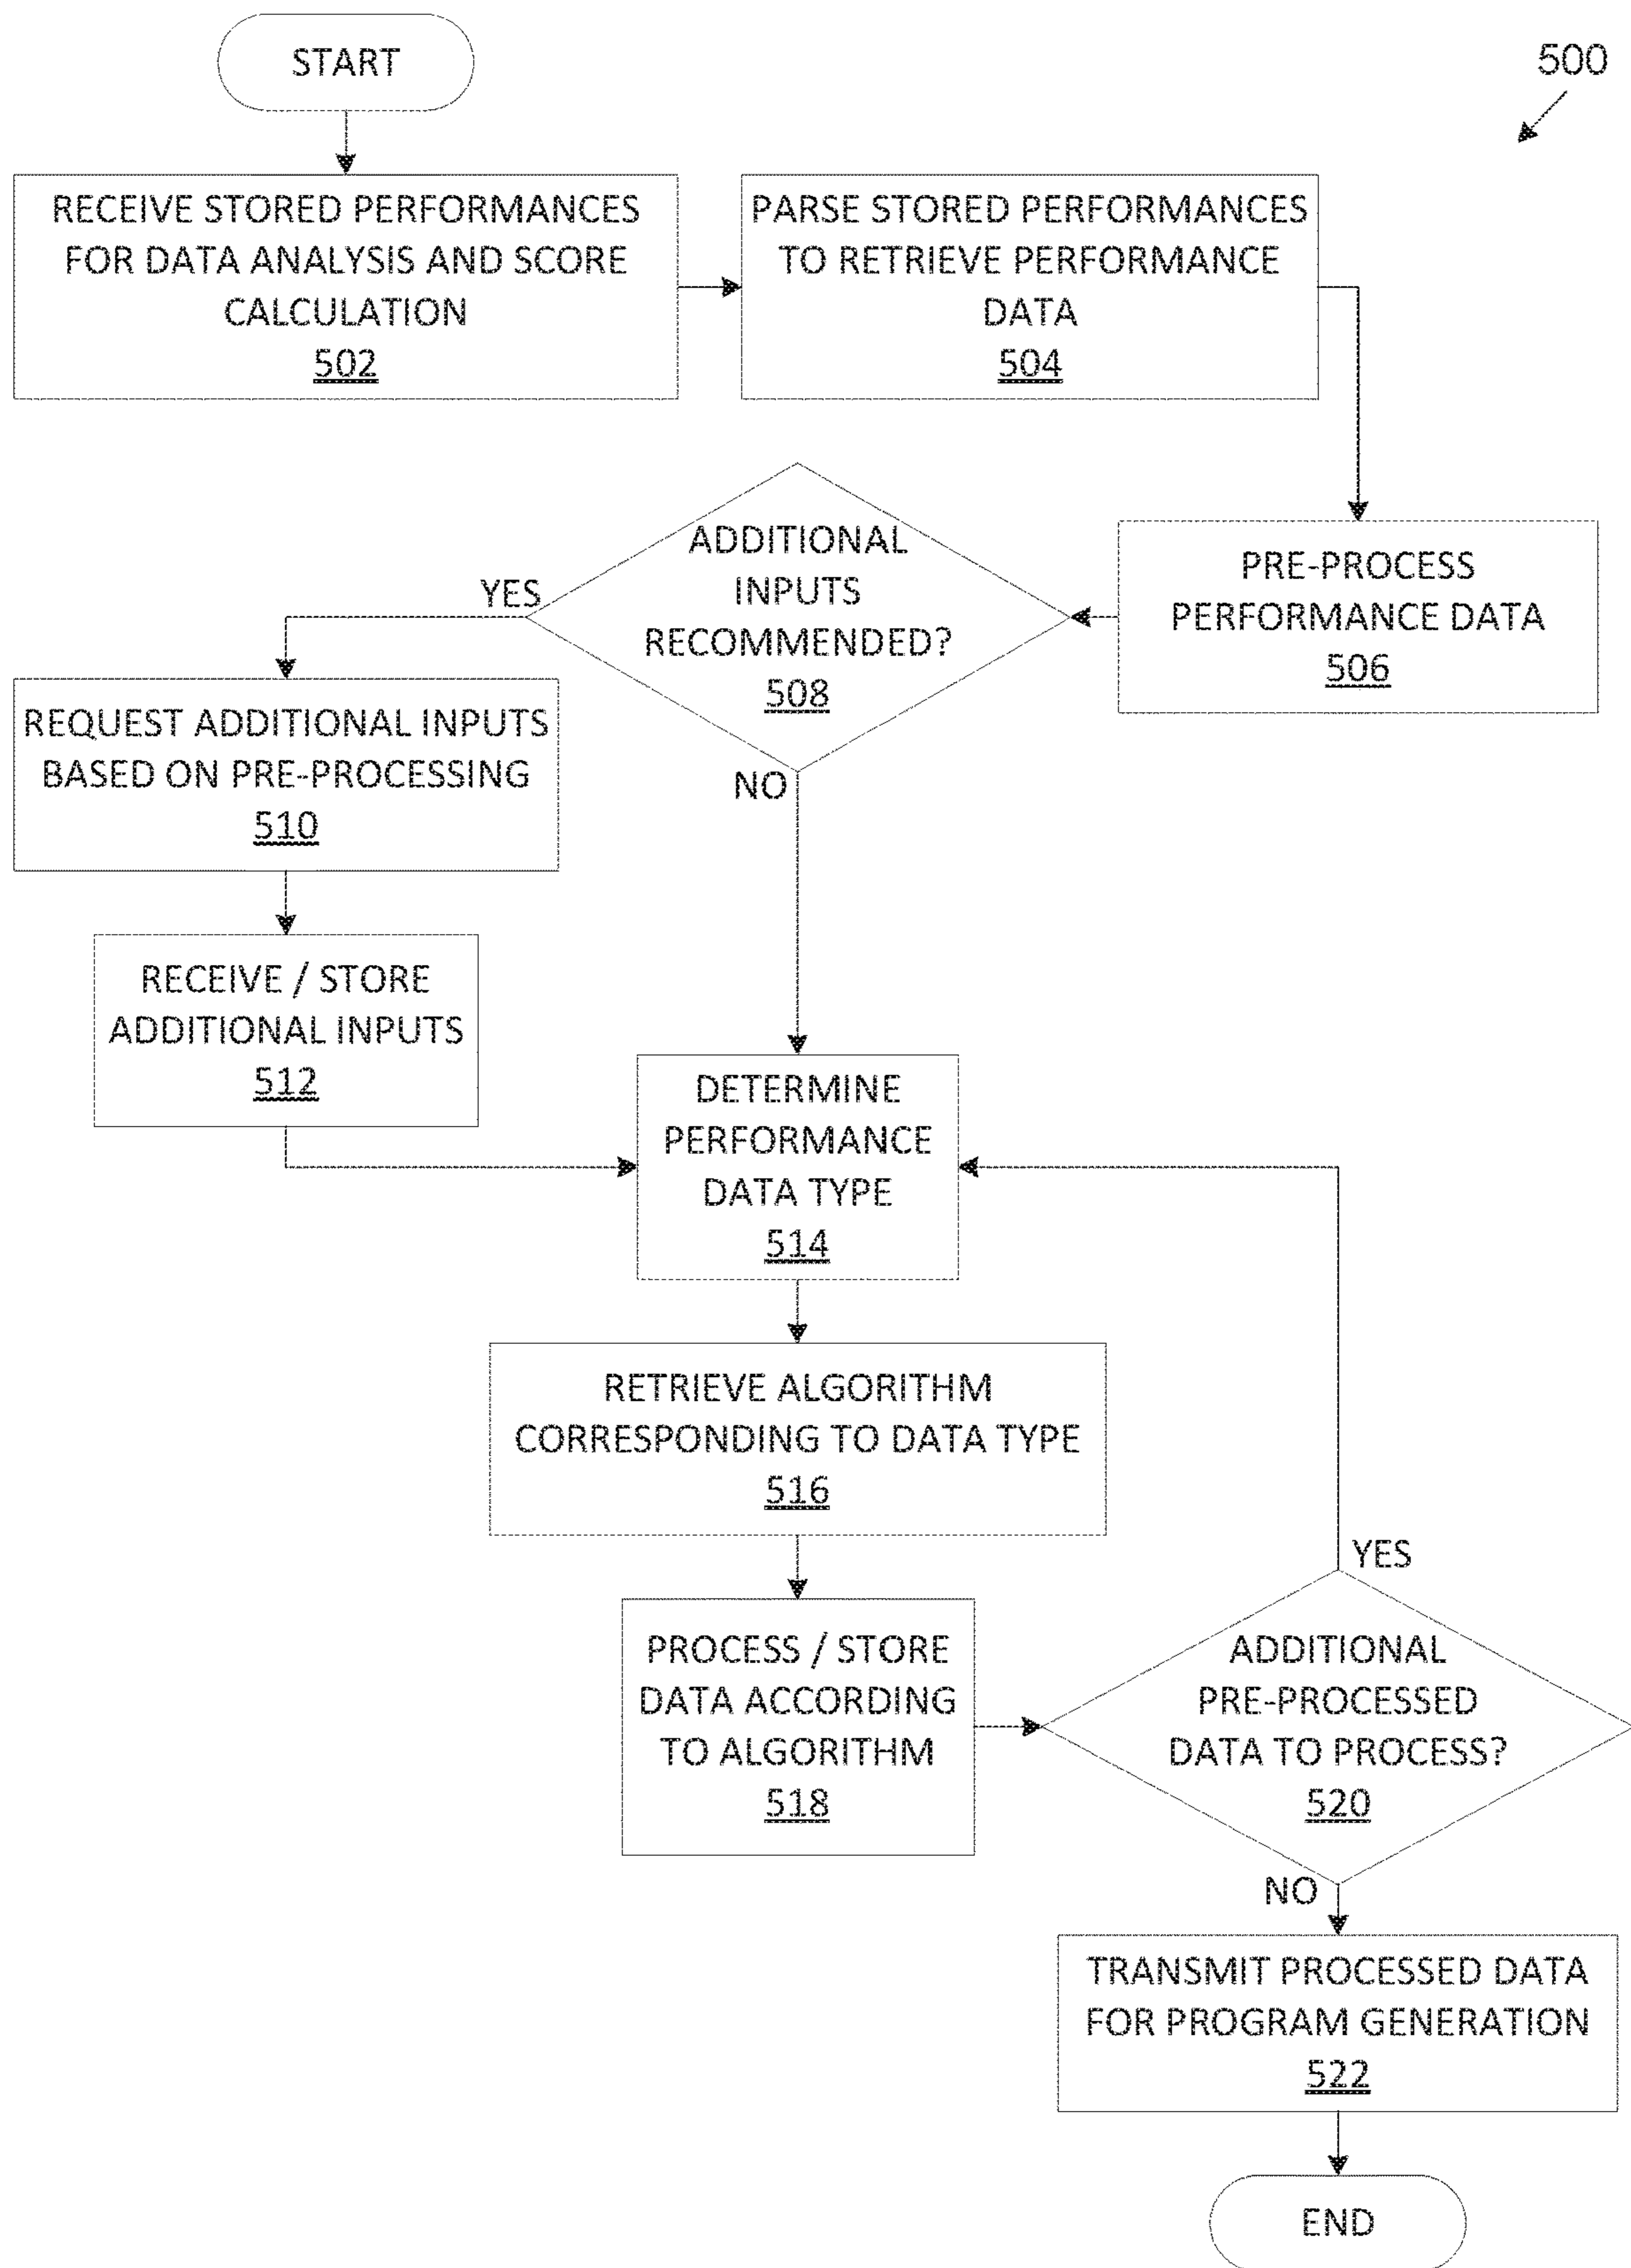 START
500
RECEIVE STORED PERFORMANCES
FOR DATA ANALYSIS AND SCORE
CALCULATION
502
PARSE STORED PERFORMANCES
TO RETRIEVE PERFORMANCE
DATA
504
PRE-PROCESS
PERFORMANCE DATA
506
ADDITIONAL
INPUTS
RECOMMENDED?
508
YES
NO
REQUEST ADDITIONAL INPUTS
BASED ON PRE-PROCESSING
510
RECEIVE / STORE
ADDITIONAL INPUTS
512
DETERMINE
PERFORMANCE
DATA TYPE
514
RETRIEVE ALGORITHM
CORRESPONDING TO DATA TYPE
516
PROCESS / STORE
DATA ACCORDING
TO ALGORITHM
518
YES
ADDITIONAL
PRE-PROCESSED
DATA TO PROCESS?
520
NO
TRANSMIT PROCESSED DATA
FOR PROGRAM GENERATION
522
END